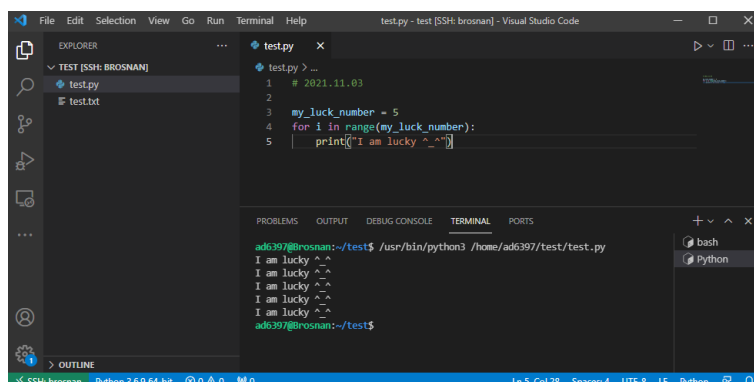 File Edit Selection View Go Run Terminal Help test.py - test [SSH: brosnan] - Visual Studio Code
EXPLORER
TEST [SSH: BROSNAN]
test.py
test.txt
OUTLINE
test.py
test.py > ...
1 # 2021.11.03
2
3 my_luck_number = 5
4 for i in range(my_luck_number):
5 print("I am lucky ^_^")
PROBLEMS OUTPUT DEBUG CONSOLE TERMINAL PORTS
ad6397@Brosnan:~/test$ /usr/bin/python3 /home/ad6397/test/test.py
I am lucky ^_^
I am lucky ^_^
I am lucky ^_^
I am lucky ^_^
I am lucky ^_^
ad6397@Brosnan:~/test$
bash
Python
1
SSH: brosnan Python 3.6.9 64-bit 0 0 0 Ln 5, Col 28 Spaces: 4 UTF-8 LF Python